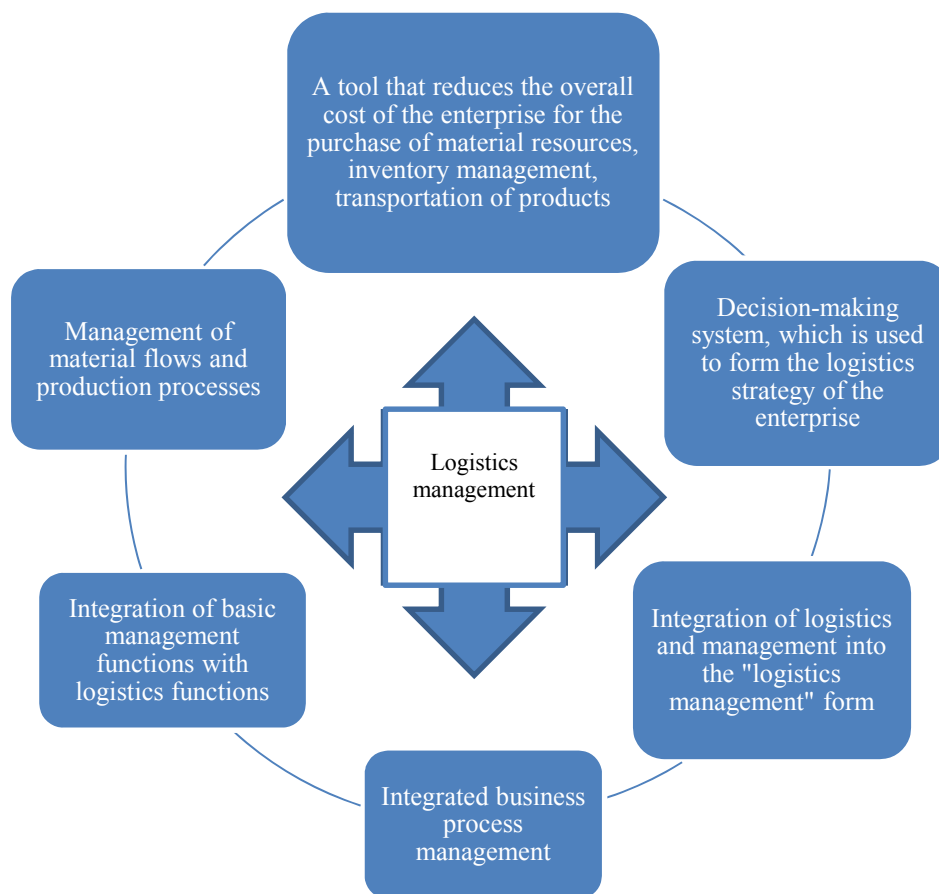 A tool that reduces the overall
cost of the enterprise for the
purchase of material resources,
inventory management,
transportation of products
Decision-making
system, which is used
to form the logistics
strategy of the
enterprise
Integration of logistics
and management into
the "logistics
management" form
Integrated business
process
management
Integration of basic
management
functions with
logistics functions
Management of
material flows and
production processes
Logistics
management